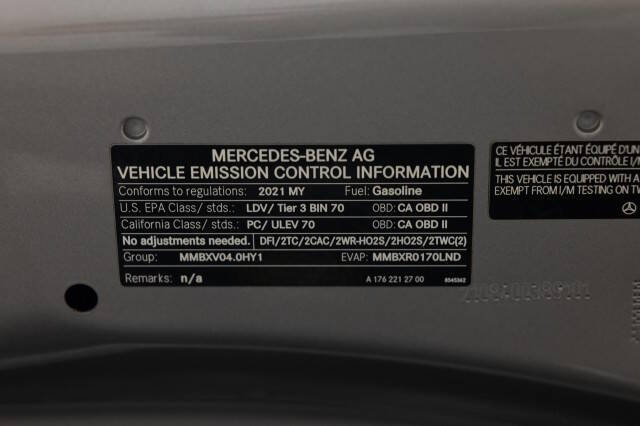 MERCEDES-BENZ AG
VEHICLE EMISSION CONTROL INFORMATION
Conforms to regulations: 2021 MY Fuel: Gasoline
U.S. EPA Class/ stds.: LDV/ Tier 3 BIN 70 OBD: CA OBD II
California Class/ stds.: PC/ ULEV 70 OBD: CA OBD II
No adjustments needed. DFI/2TC/2CAC/2WR-HO2S/2HO2S/2TWC(2)
Group: MMBXV04.0HY1 EVAP: MMBXR0170LND
Remarks: n/a A 176 221 27 00
CE VÉHICULE ÉTANT ÉQUIPÉ D'UN
IL EST EXEMPTÉ DU CONTRÔLE I/M
THIS VEHICLE IS EQUIPPED WITH
EXEMPT FROM I/M TESTING ON TW